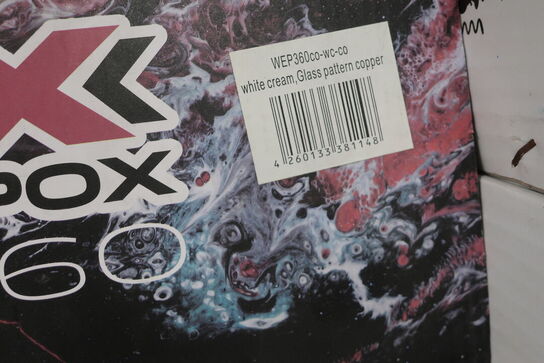 WEP360co-wc-co
white cream,Glass pattern copper
4 260133 381148
X
BOX
60